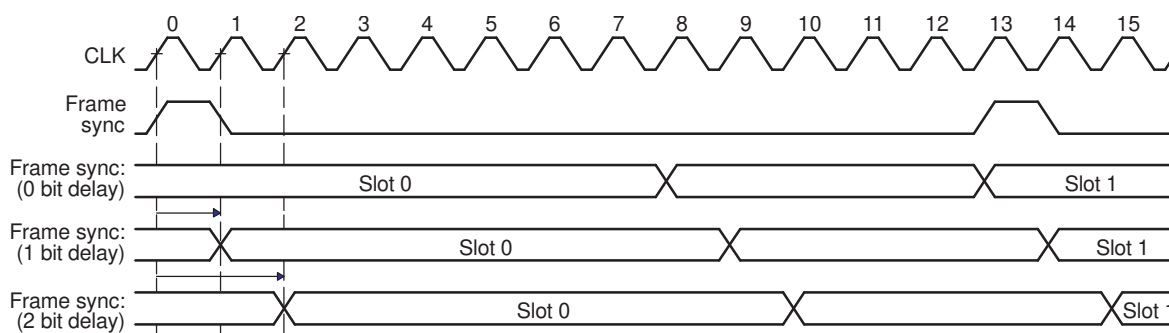 0 1 2 3 4 5 6 7 8 9 10 11 12 13 14 15
CLK
Frame
sync
Frame sync:
(0 bit delay)
Slot 0
Slot 1
Frame sync:
(1 bit delay)
Slot 0
Slot 1
Frame sync:
(2 bit delay)
Slot 0
Slot 1